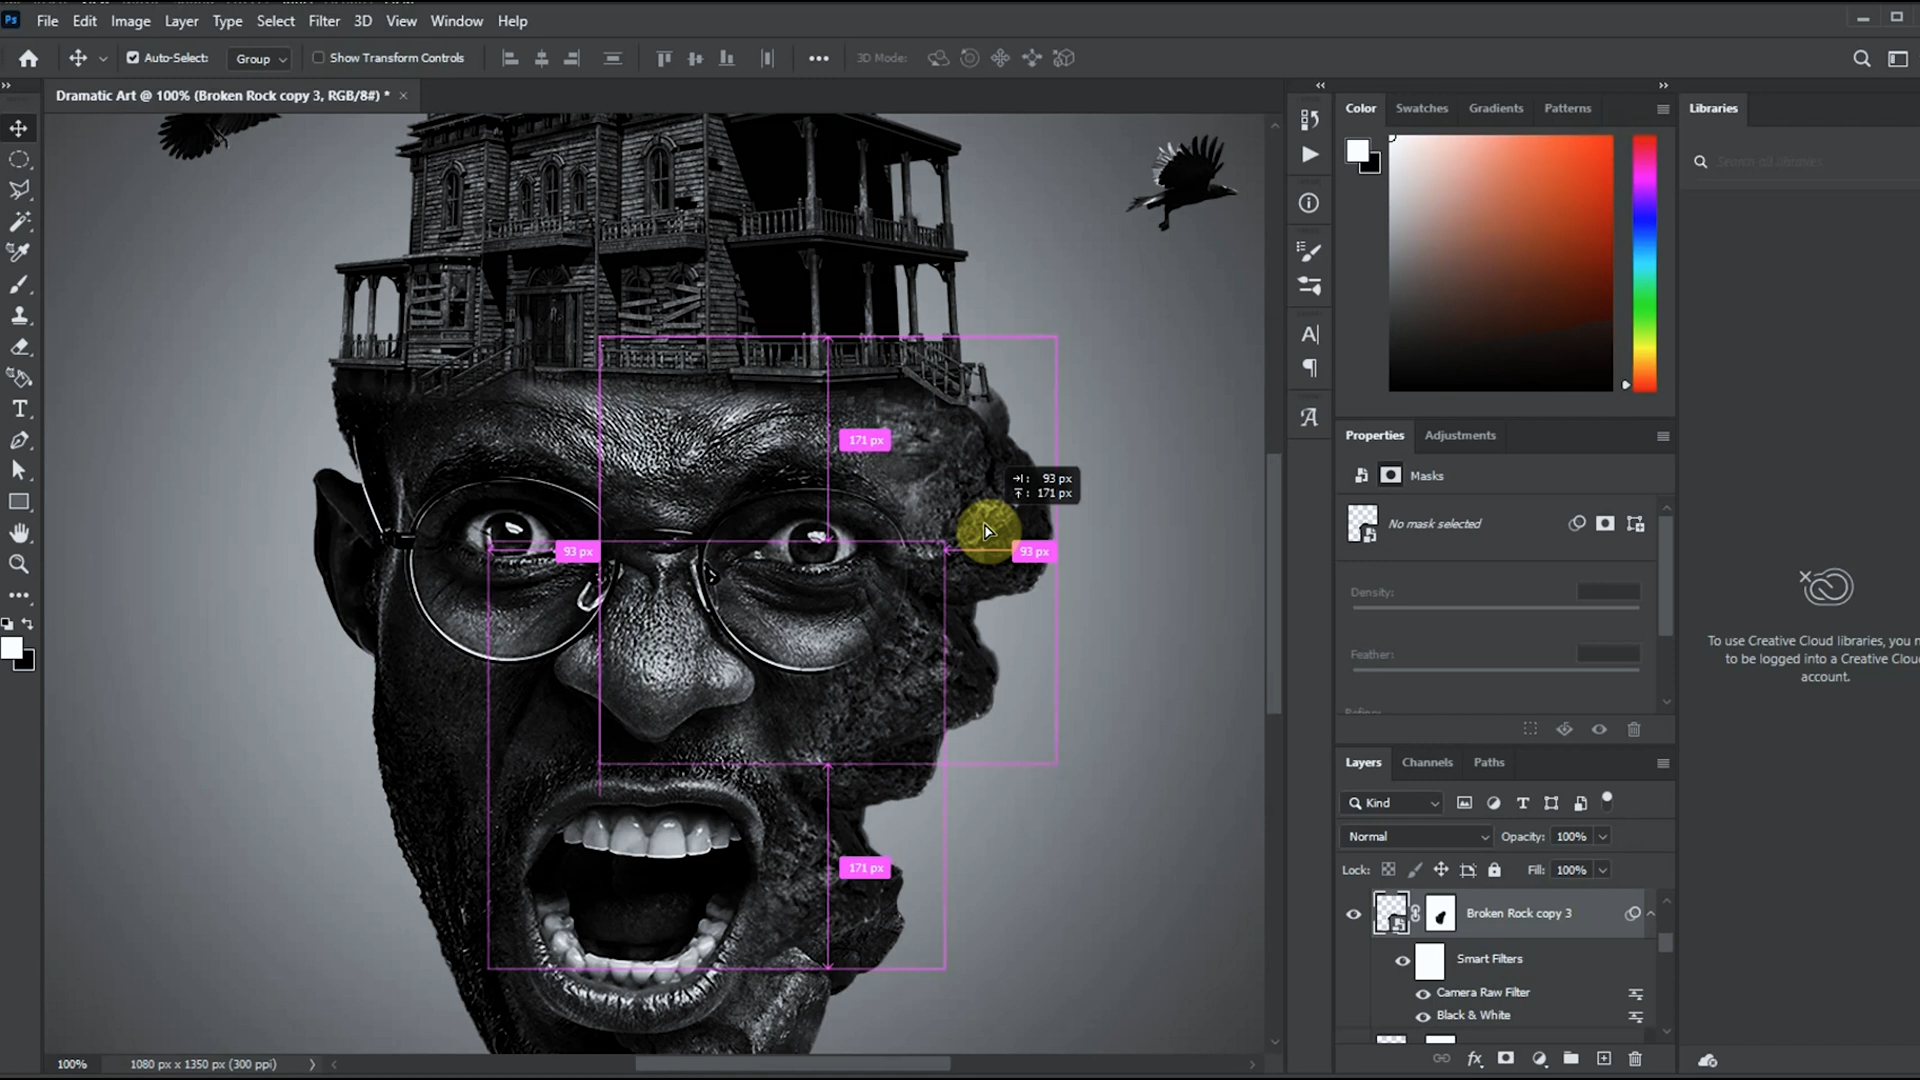 Ps File Edit Image Layer Type Select Filter 3D View Window Help
Auto-Select: Group Show Transform Controls 3D Mode:
Dramatic Art @ 100% (Broken Rock copy 3, RGB/8#) * ×
Color Swatches Gradients Patterns
Libraries
Search all libraries
171 px
93 px
171 px
93 px
93 px
171 px
Properties Adjustments
Masks
No mask selected
Density:
Feather:
To use Creative Cloud libraries, you n
to be logged into a Creative Clou
account.
Layers Channels Paths
Kind
Normal Opacity: 100%
Lock: Fill: 100%
Broken Rock copy 3
Smart Filters
Camera Raw Filter
Black & White
100% 1080 px x 1350 px (300 ppi)